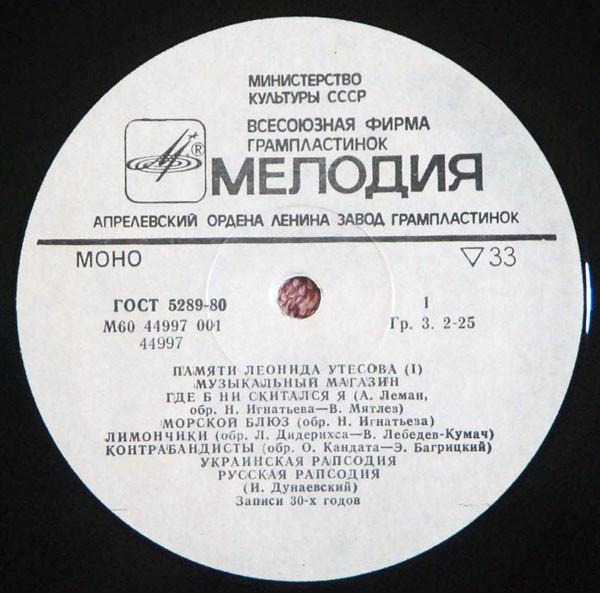 МИНИСТЕРСТВО
КУЛЬТУРЫ СССР
ВСЕСОЮЗНАЯ ФИРМА
ГРАМПЛАСТИНОК
®
МЕЛОДИЯ
АПРЕЛЕВСКИЙ ОРДЕНА ЛЕНИНА ЗАВОД ГРАМПЛАСТИНОК
МОНО ▽33
ГОСТ 5289-80 1
М60 44997 001 Гр. 3. 2-25
44997
ПАМЯТИ ЛЕОНИДА УТЕСОВА (1)
МУЗЫКАЛЬНЫЙ МАГАЗИН
ГДЕ Б НИ СКИТАЛСЯ Я (А. Леман,
обр. Н. Игнатьева—В. Мятлев)
МОРСКОЙ БЛЮЗ (обр. Н. Игнатьева)
ЛИМОНЧИКИ (обр. Л. Дидерихса—В. Лебедев-Кумач)
КОНТРАБАНДИСТЫ (обр. О. Кандата—Э. Багрицкий)
УКРАИНСКАЯ РАПСОДИЯ
РУССКАЯ РАПСОДИЯ
(И. Дунаевский)
Записи 30-х годов